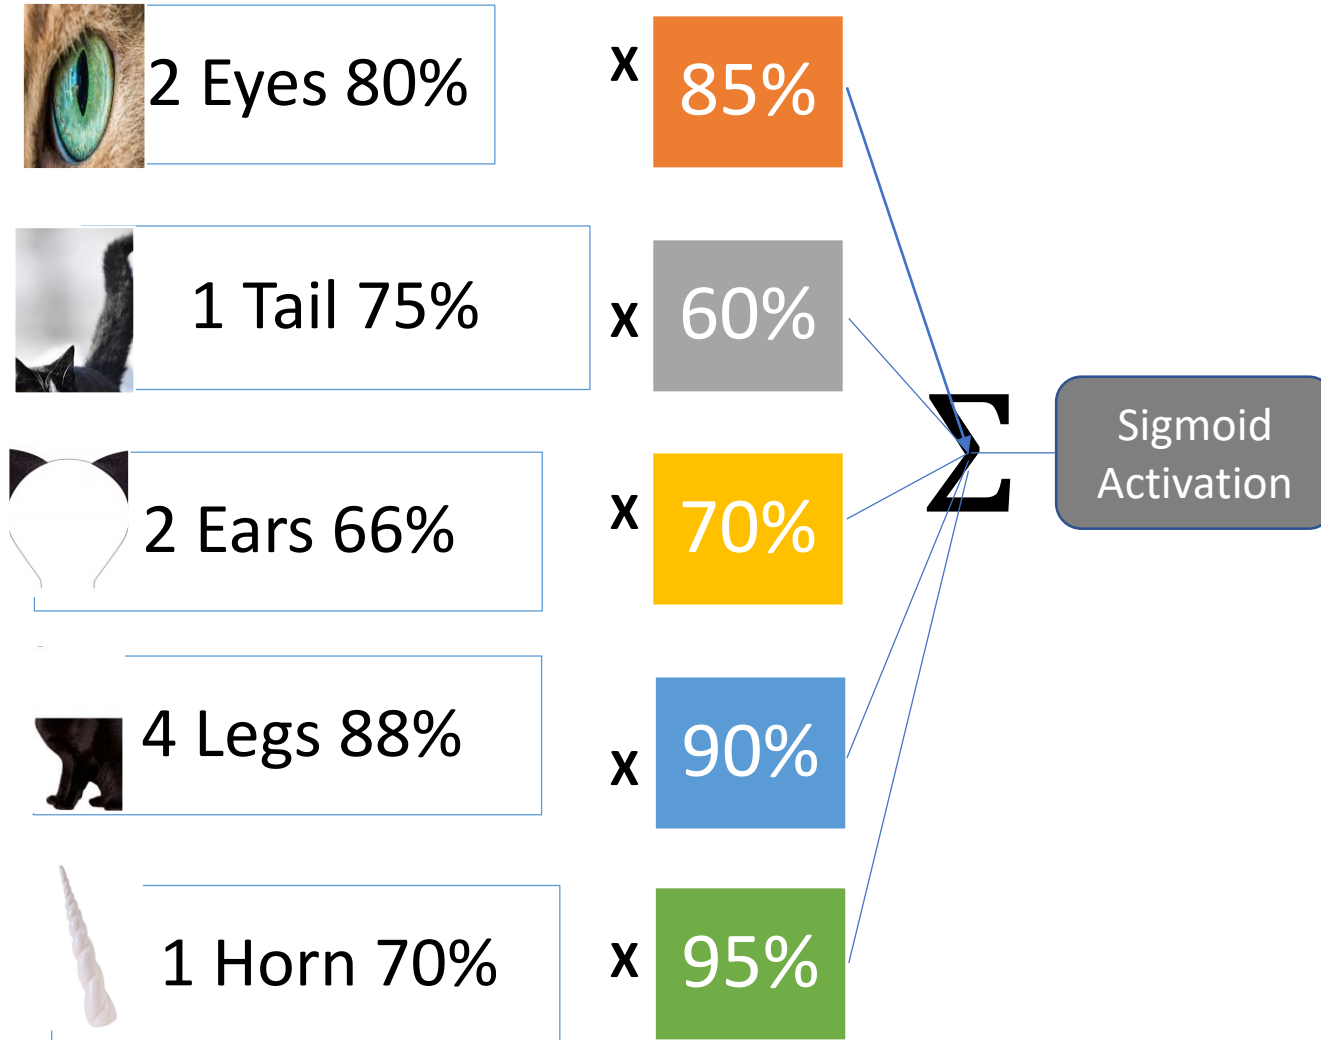 2 Eyes 80%
X
85%
1 Tail 75%
X
60%
2 Ears 66%
X
70%
4 Legs 88%
X
90%
1 Horn 70%
X
95%
Σ
Sigmoid
Activation